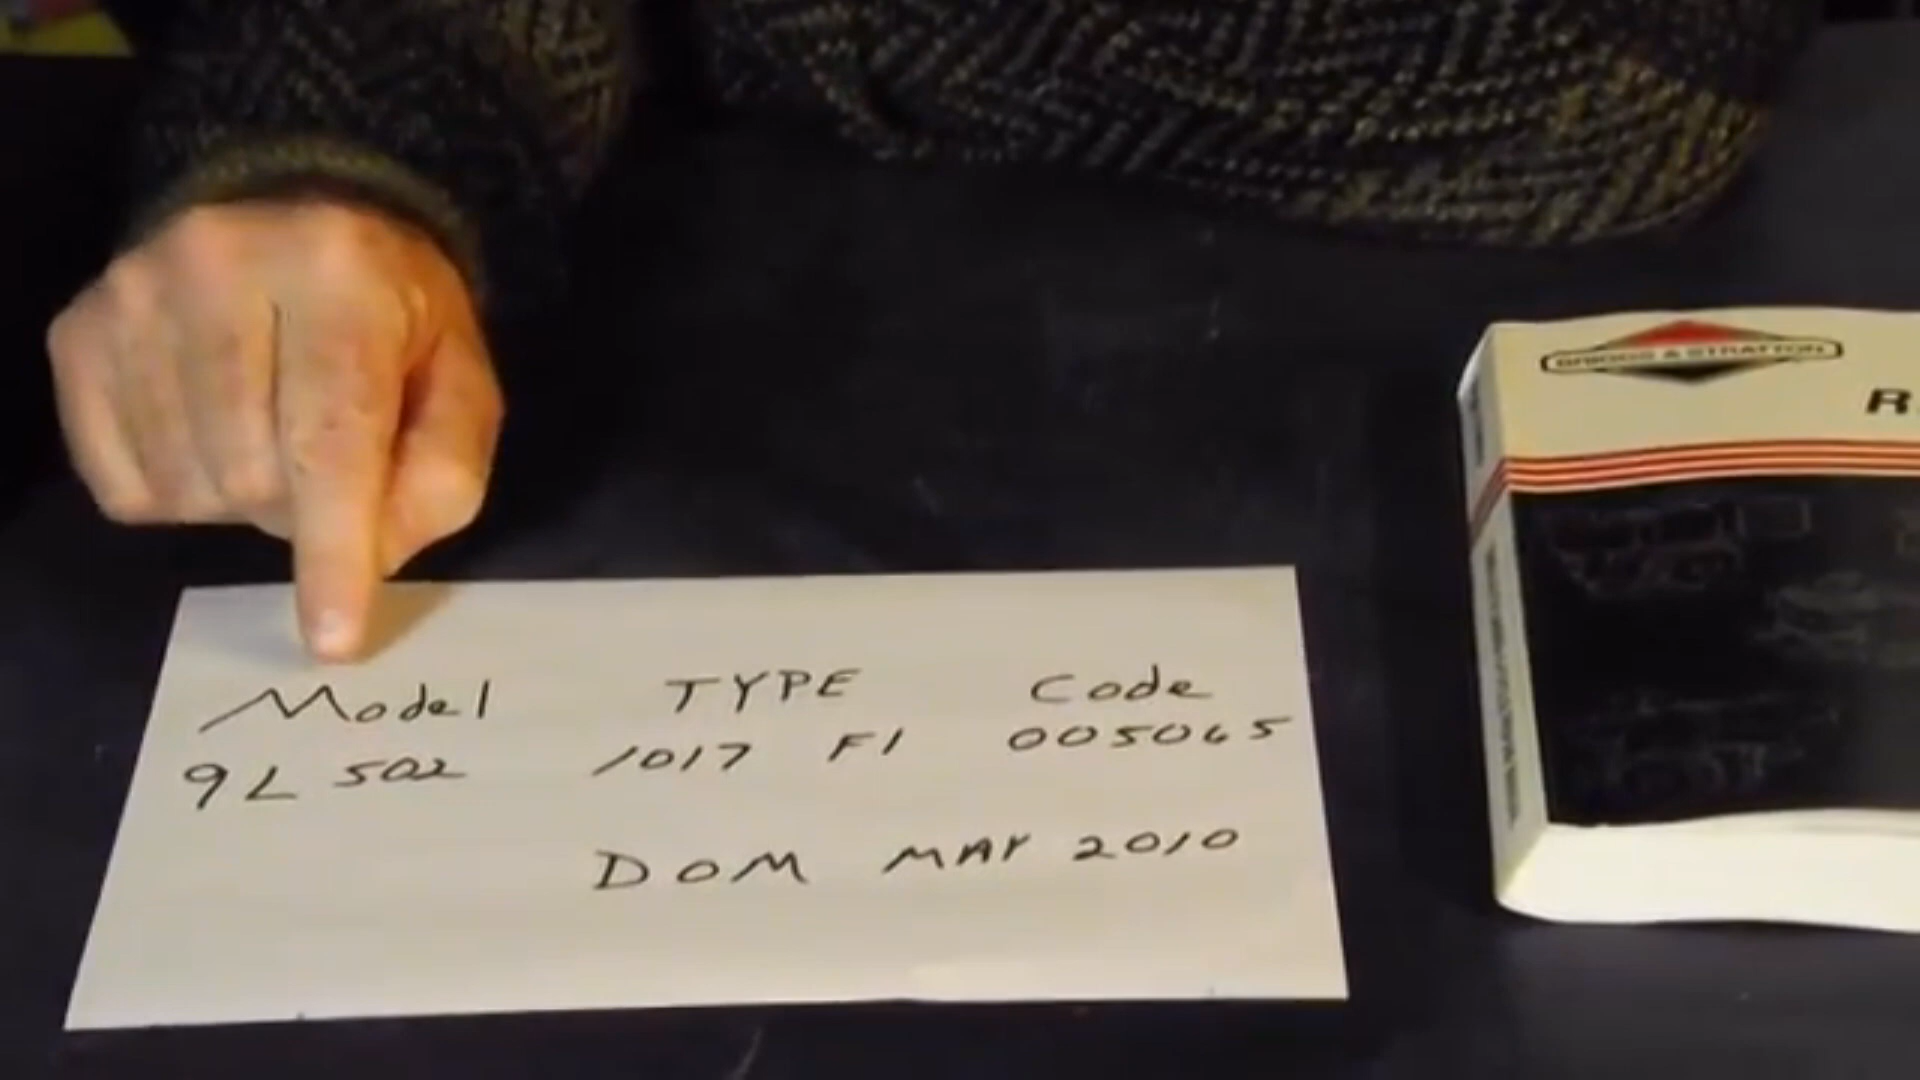 Model TYPE Code
9L 502 1017 F1 005065
DOM MAY 2010
BRIGGS & STRATTON